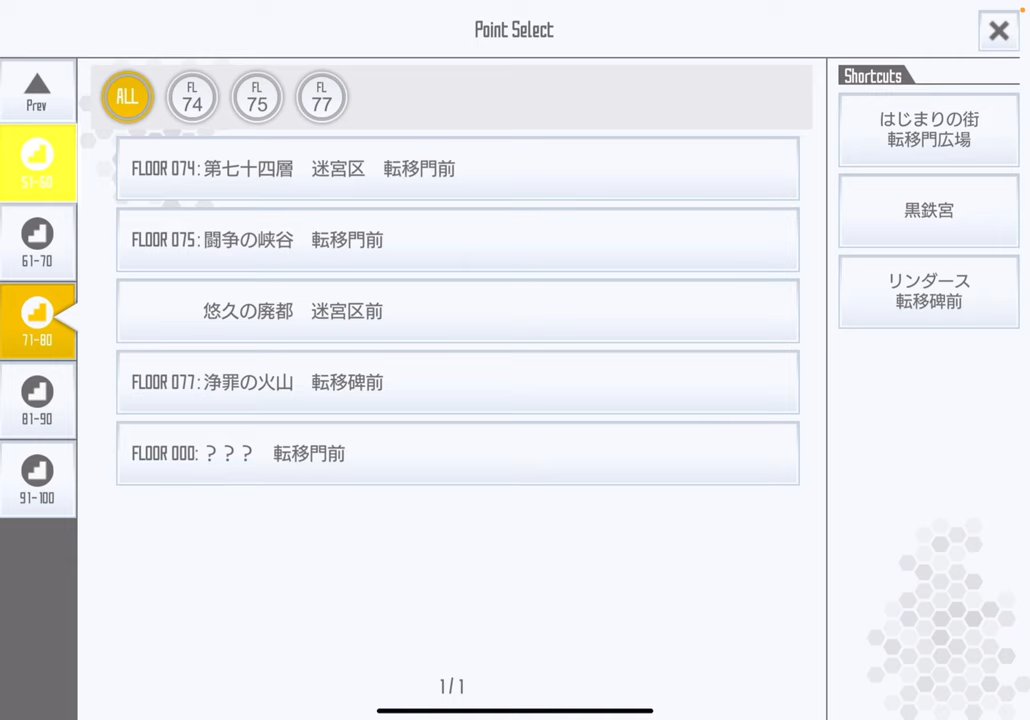 Point Select
Prev
51-60
61-70
71-80
81-90
91-100
ALL
FL
74
FL
75
FL
77
FLOOR 074: 第七十四層　迷宮区　転移門前
FLOOR 075: 闘争の峡谷　転移門前
悠久の廃都　迷宮区前
FLOOR 077: 浄罪の火山　転移碑前
FLOOR 000: ？？？　転移門前
1/1
Shortcuts
はじまりの街
転移門広場
黒鉄宮
リンダース
転移碑前